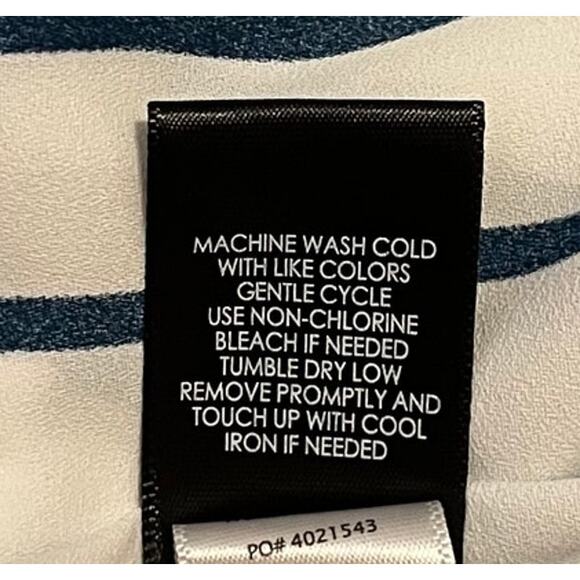 MACHINE WASH COLD
WITH LIKE COLORS
GENTLE CYCLE
USE NON-CHLORINE
BLEACH IF NEEDED
TUMBLE DRY LOW
REMOVE PROMPTLY AND
TOUCH UP WITH COOL
IRON IF NEEDED
PO# 4021543